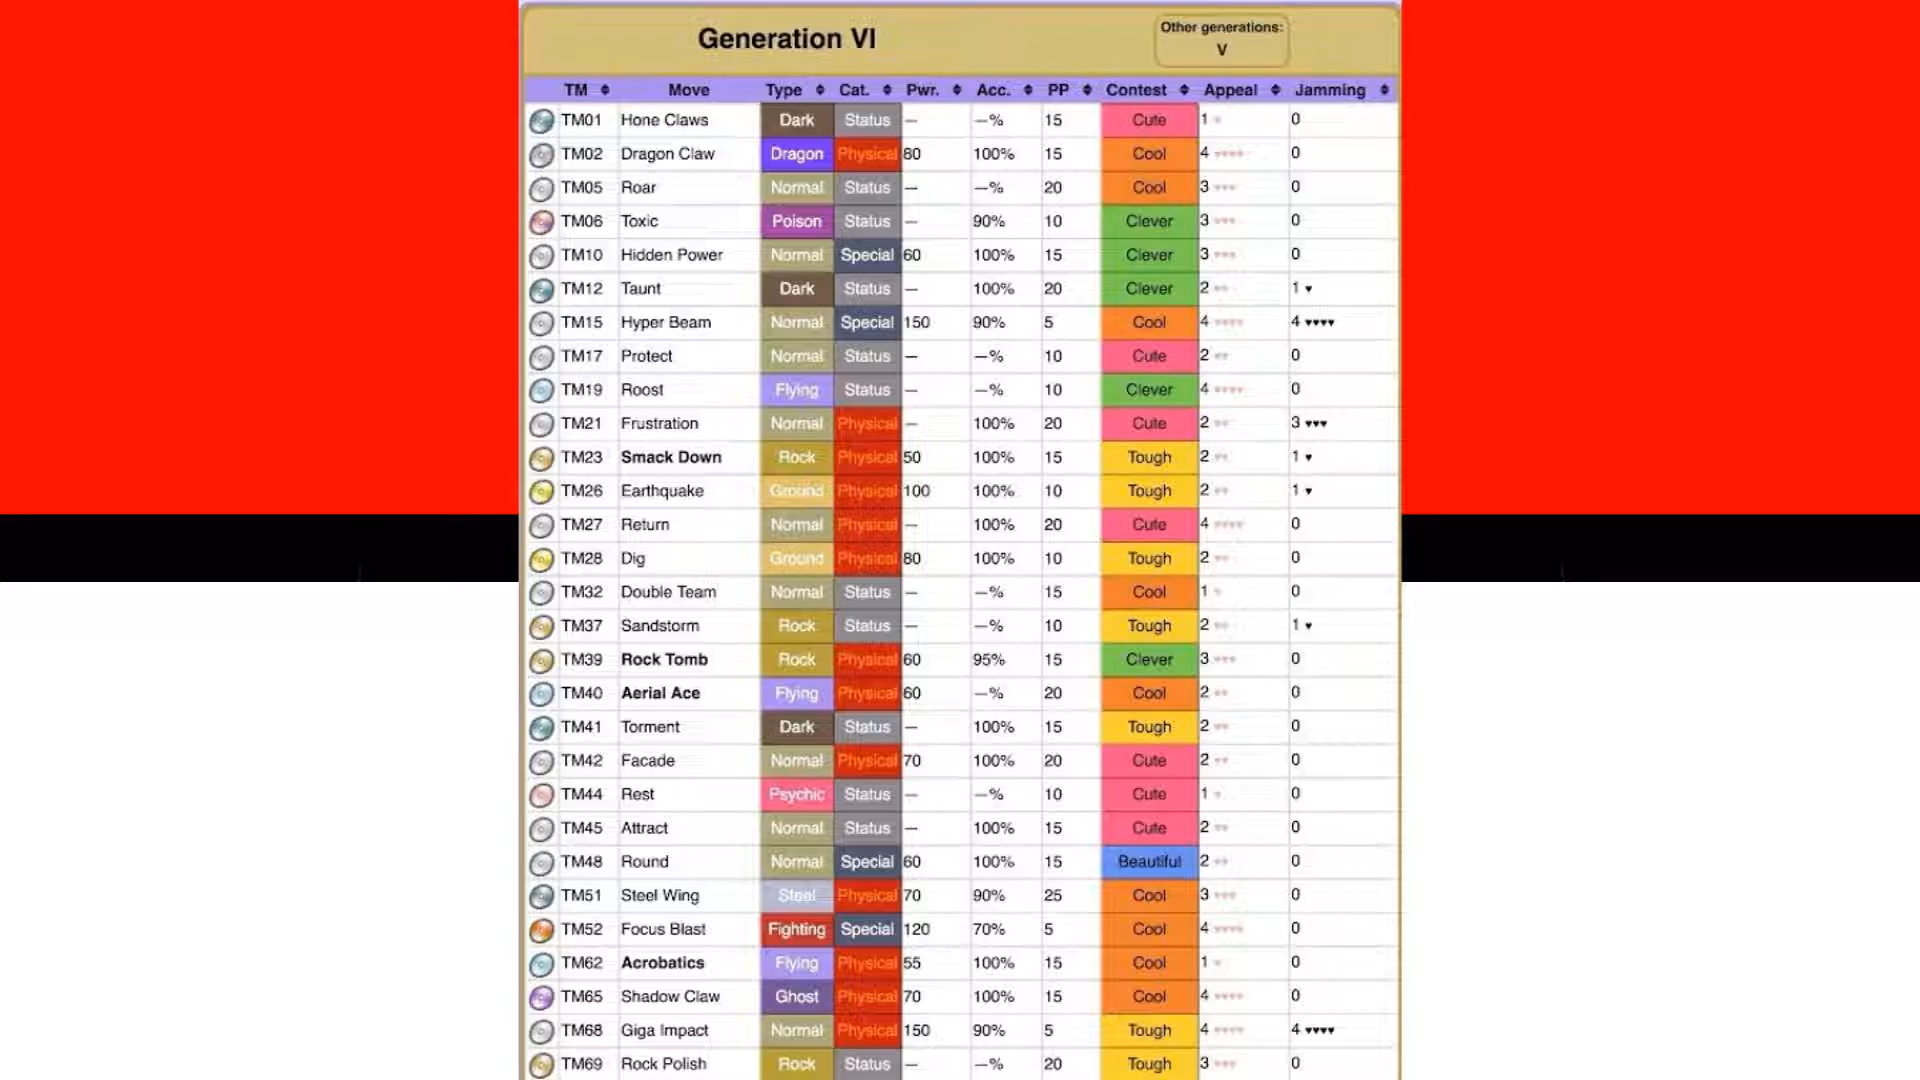 Generation VI
Other generations:
V
TM Move Type Cat. Pwr. Acc. PP Contest Appeal Jamming
TM01 Hone Claws Dark Status — —% 15 Cute 1 0
TM02 Dragon Claw Dragon Physical 80 100% 15 Cool 4 ♥♥♥♥ 0
TM05 Roar Normal Status — —% 20 Cool 3 ♥♥♥ 0
TM06 Toxic Poison Status — 90% 10 Clever 3 ♥♥♥ 0
TM10 Hidden Power Normal Special 60 100% 15 Clever 3 ♥♥♥ 0
TM12 Taunt Dark Status — 100% 20 Clever 2 ♥♥ 1 ♥
TM15 Hyper Beam Normal Special 150 90% 5 Cool 4 ♥♥♥♥ 4 ♥♥♥♥
TM17 Protect Normal Status — —% 10 Cute 2 ♥♥ 0
TM19 Roost Flying Status — —% 10 Clever 4 ♥♥♥♥ 0
TM21 Frustration Normal Physical — 100% 20 Cute 2 ♥♥ 3 ♥♥♥
TM23 Smack Down Rock Physical 50 100% 15 Tough 2 ♥♥ 1 ♥
TM26 Earthquake Ground Physical 100 100% 10 Tough 2 ♥♥ 1 ♥
TM27 Return Normal Physical — 100% 20 Cute 4 ♥♥♥♥ 0
TM28 Dig Ground Physical 80 100% 10 Tough 2 ♥♥ 0
TM32 Double Team Normal Status — —% 15 Cool 1 ♥ 0
TM37 Sandstorm Rock Status — —% 10 Tough 2 ♥♥ 1 ♥
TM39 Rock Tomb Rock Physical 60 95% 15 Clever 3 ♥♥♥ 0
TM40 Aerial Ace Flying Physical 60 —% 20 Cool 2 ♥♥ 0
TM41 Torment Dark Status — 100% 15 Tough 2 ♥♥ 0
TM42 Facade Normal Physical 70 100% 20 Cute 2 ♥♥ 0
TM44 Rest Psychic Status — —% 10 Cute 1 ♥ 0
TM45 Attract Normal Status — 100% 15 Cute 2 ♥♥ 0
TM48 Round Normal Special 60 100% 15 Beautiful 2 ♥♥ 0
TM51 Steel Wing Steel Physical 70 90% 25 Cool 3 ♥♥♥ 0
TM52 Focus Blast Fighting Special 120 70% 5 Cool 4 ♥♥♥♥ 0
TM62 Acrobatics Flying Physical 55 100% 15 Cool 1 ♥ 0
TM65 Shadow Claw Ghost Physical 70 100% 15 Cool 4 ♥♥♥♥ 0
TM68 Giga Impact Normal Physical 150 90% 5 Tough 4 ♥♥♥♥ 4 ♥♥♥♥
TM69 Rock Polish Rock Status — —% 20 Tough 3 ♥♥♥ 0